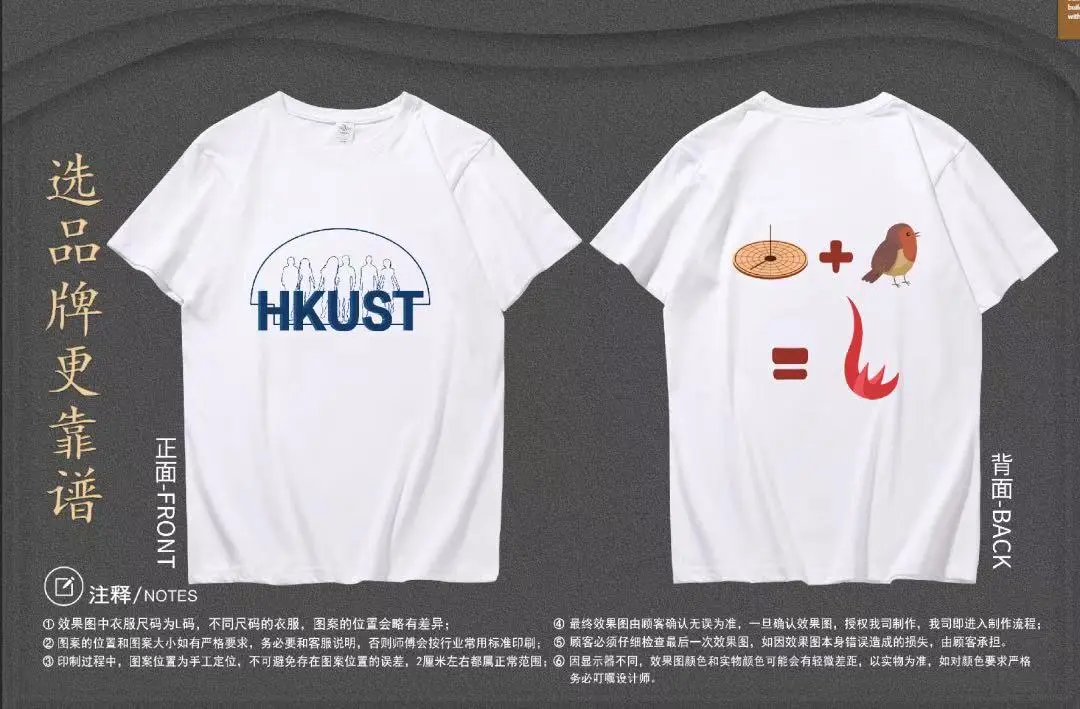 选品牌更靠谱
正面-FRONT
HKUST
背面-BACK
注释/NOTES
① 效果图中衣服尺码为L码，不同尺码的衣服，图案的位置会略有差异；
② 图案的位置和图案大小如有严格要求，务必要和客服说明，否则师傅会按行业常用标准印刷；
③ 印制过程中，图案位置为手工定位，不可避免存在图案位置的误差，2厘米左右都属正常范围；
④ 最终效果图由顾客确认无误为准，一旦确认效果图，授权我司制作，我司即进入制作流程；
⑤ 顾客必须仔细检查最后一次效果图，如因效果图本身错误造成的损失，由顾客承担。
⑥ 因显示器不同，效果图颜色和实物颜色可能会有轻微差距，以实物为准，如对颜色要求严格
务必叮嘱设计师。